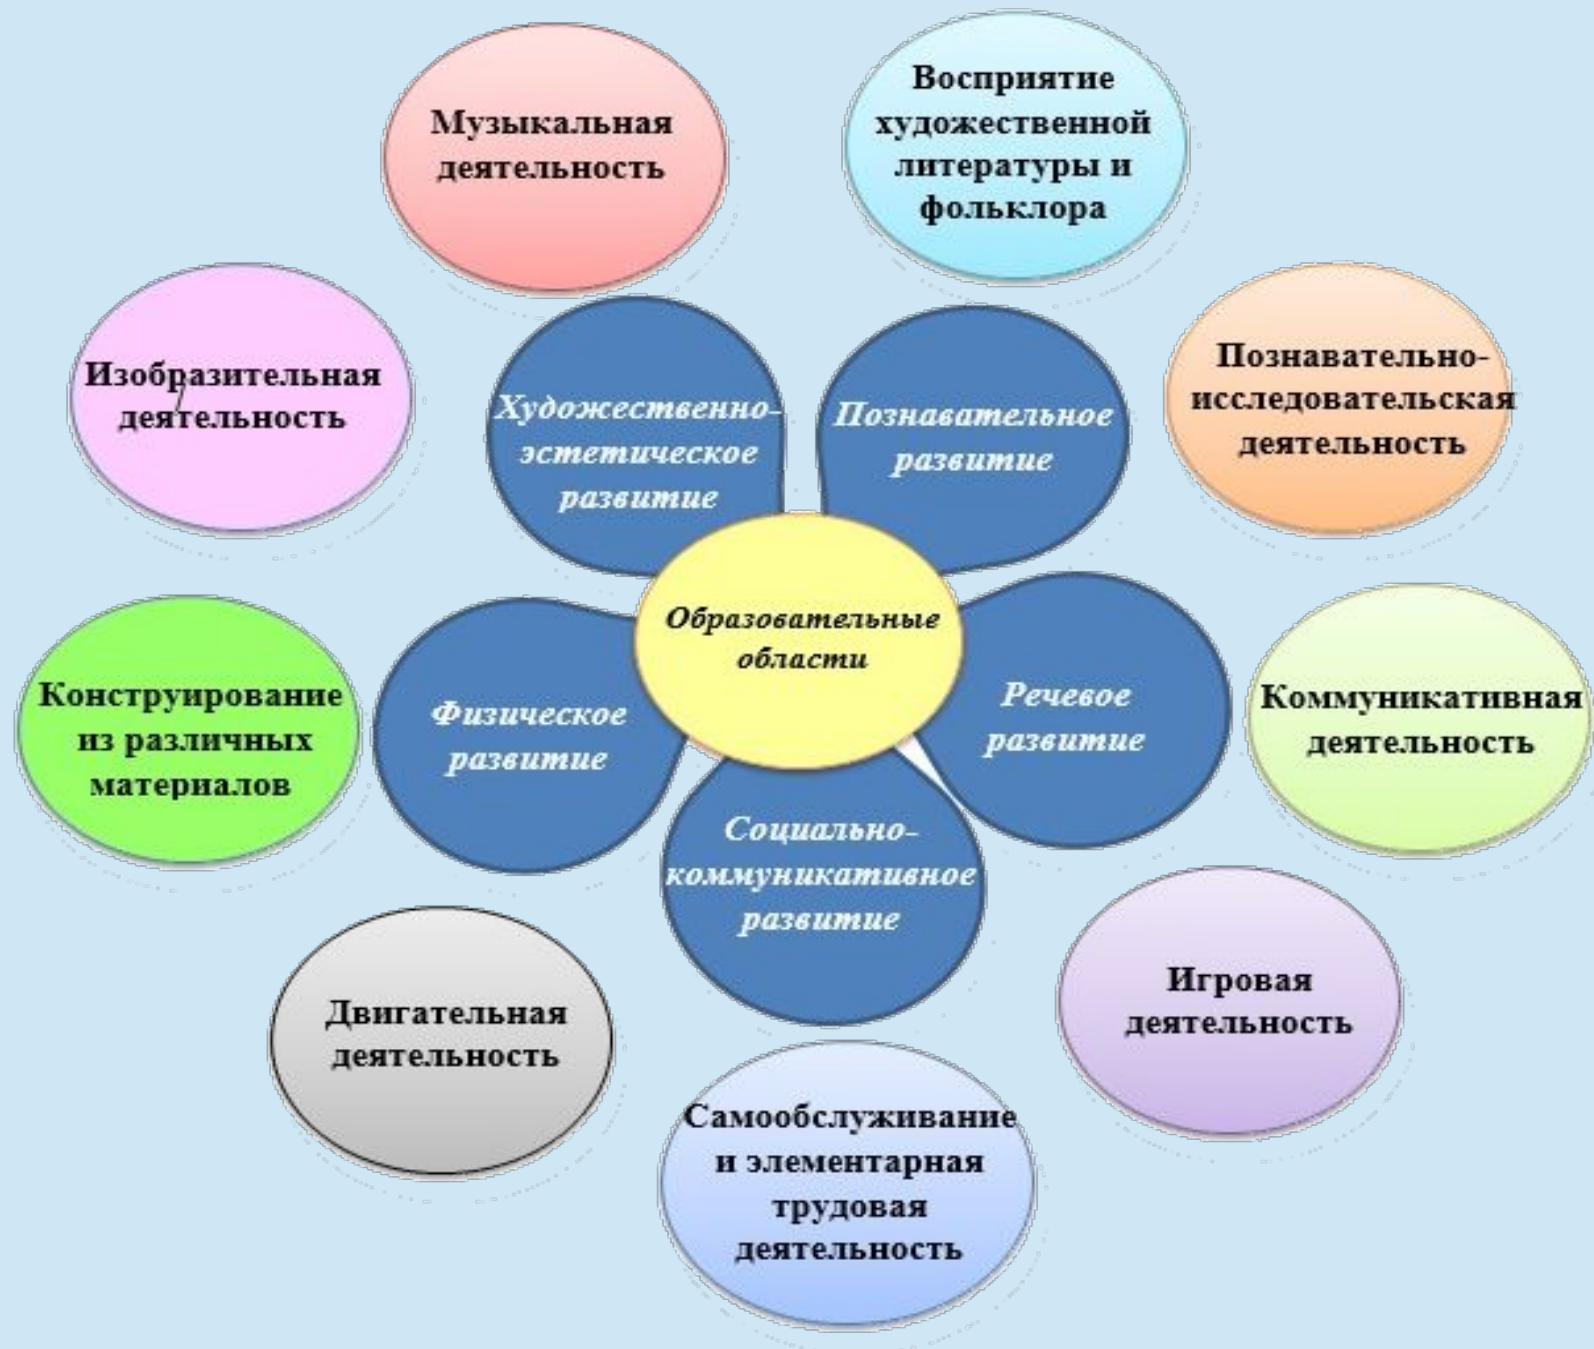 Музыкальная
деятельность
Восприятие
художественной
литературы и
фольклора
Изобразительная
деятельность
Познавательно-
исследовательская
деятельность
Художественно-
эстетическое
развитие
Познавательное
развитие
Образовательные
области
Конструирование
из различных
материалов
Физическое
развитие
Речевое
развитие
Коммуникативная
деятельность
Социально-
коммуникативное
развитие
Двигательная
деятельность
Игровая
деятельность
Самообслуживание
и элементарная
трудовая
деятельность